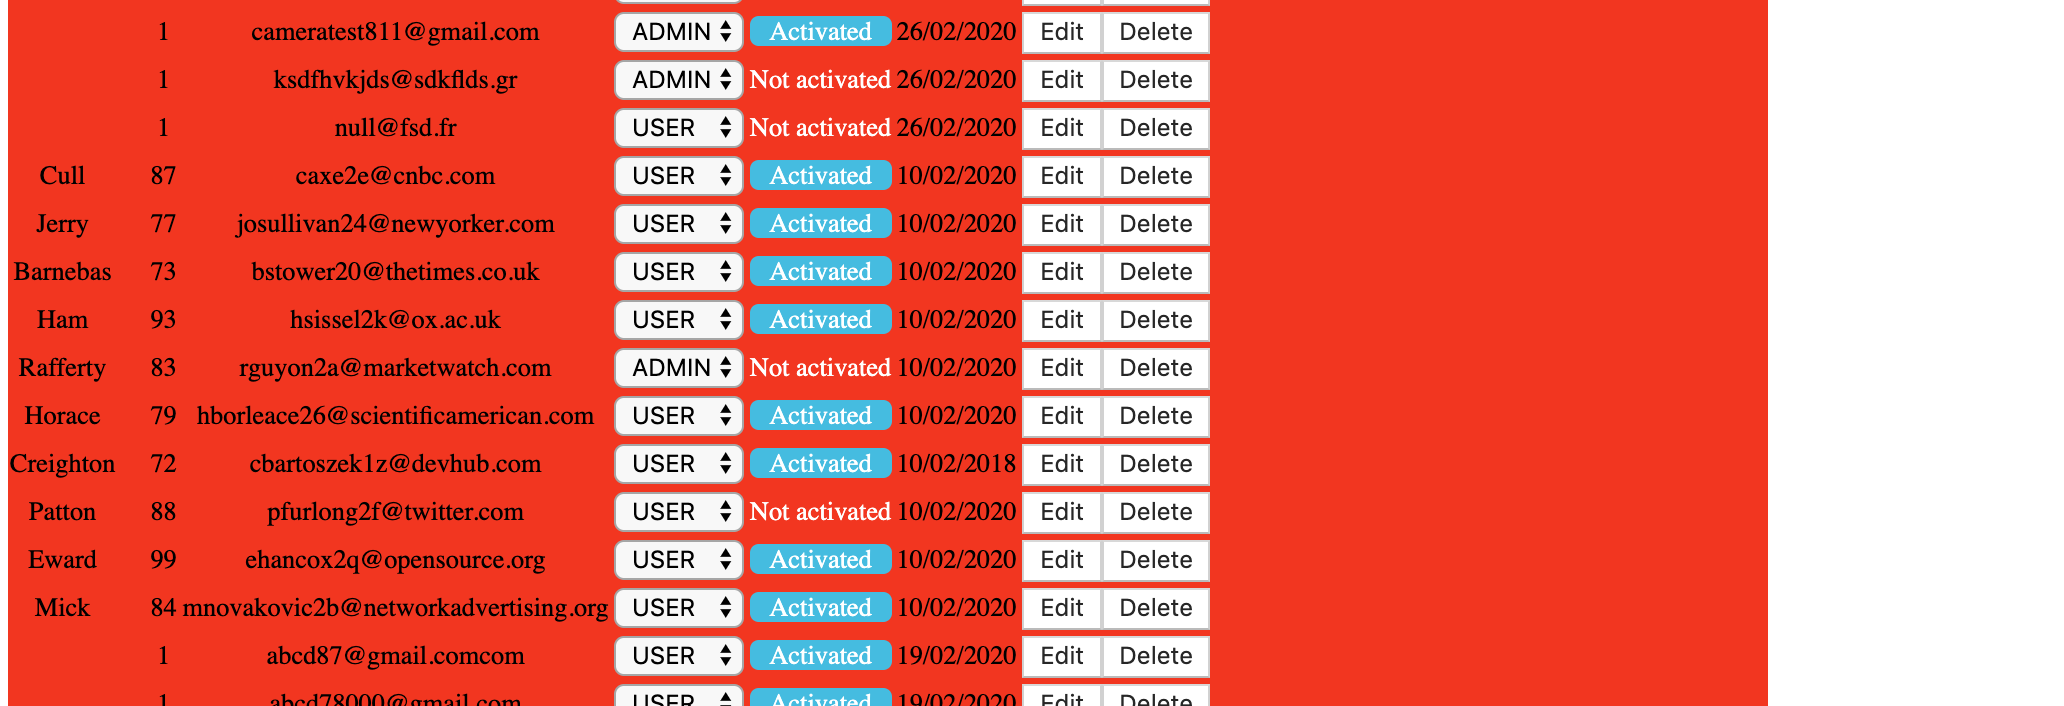 1 cameratest811@gmail.com ADMIN Activated 26/02/2020 Edit Delete
1 ksdfhvkjds@sdkflds.gr ADMIN Not activated 26/02/2020 Edit Delete
1 null@fsd.fr USER Not activated 26/02/2020 Edit Delete
Cull 87 caxe2e@cnbc.com USER Activated 10/02/2020 Edit Delete
Jerry 77 josullivan24@newyorker.com USER Activated 10/02/2020 Edit Delete
Barnebas 73 bstower20@thetimes.co.uk USER Activated 10/02/2020 Edit Delete
Ham 93 hsissel2k@ox.ac.uk USER Activated 10/02/2020 Edit Delete
Rafferty 83 rguyon2a@marketwatch.com ADMIN Not activated 10/02/2020 Edit Delete
Horace 79 hborleace26@scientificamerican.com USER Activated 10/02/2020 Edit Delete
Creighton 72 cbartoszek1z@devhub.com USER Activated 10/02/2018 Edit Delete
Patton 88 pfurlong2f@twitter.com USER Not activated 10/02/2020 Edit Delete
Eward 99 ehancox2q@opensource.org USER Activated 10/02/2020 Edit Delete
Mick 84 mnovakovic2b@networkadvertising.org USER Activated 10/02/2020 Edit Delete
1 abcd87@gmail.comcom USER Activated 19/02/2020 Edit Delete
1 abcd78000@gmail.com USER Activated 19/02/2020 Edit Delete